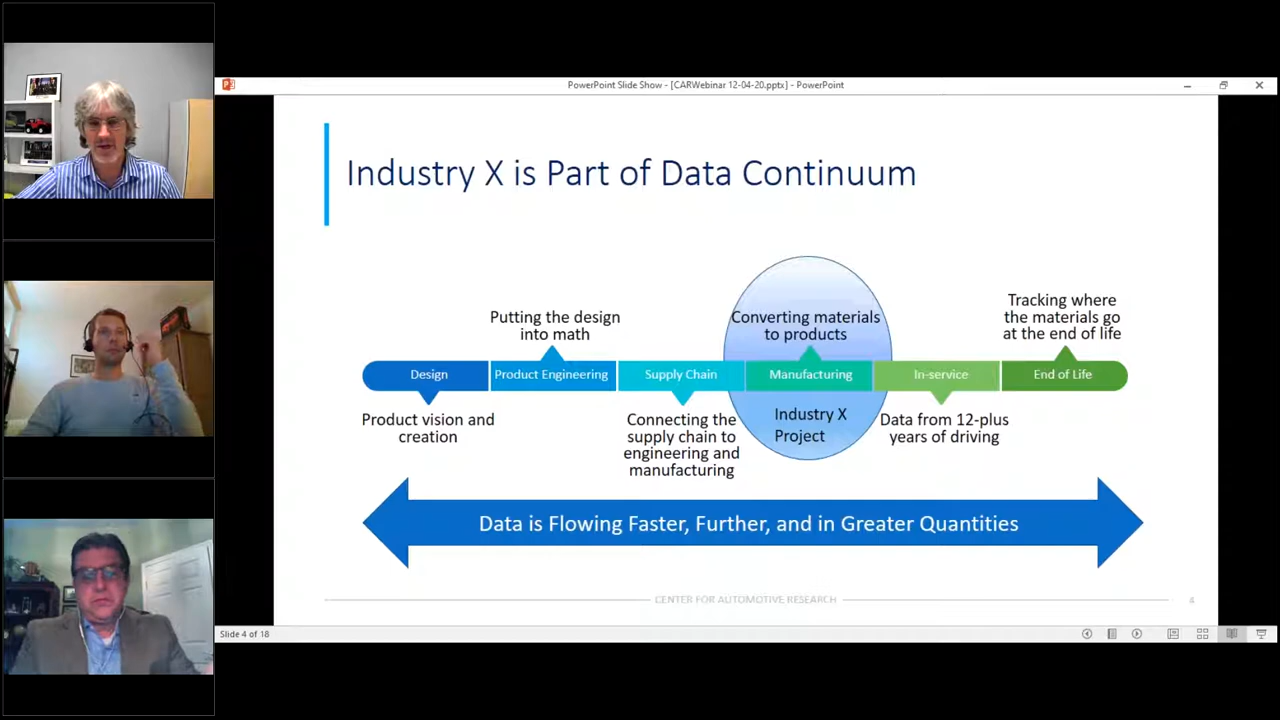 PowerPoint Slide Show - [CARWebinar 12-04-20.pptx] - PowerPoint
Industry X is Part of Data Continuum
Putting the design
into math
Converting materials
to products
Tracking where
the materials go
at the end of life
Design
Product Engineering
Supply Chain
Manufacturing
In-service
End of Life
Product vision and
creation
Connecting the
supply chain to
engineering and
manufacturing
Industry X
Project
Data from 12-plus
years of driving
Data is Flowing Faster, Further, and in Greater Quantities
CENTER FOR AUTOMOTIVE RESEARCH
4
Slide 4 of 18